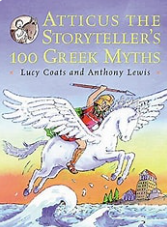 ATTICUS THE
STORYTELLER'S
100 GREEK MYTHS
Lucy Coats and Anthony Lewis